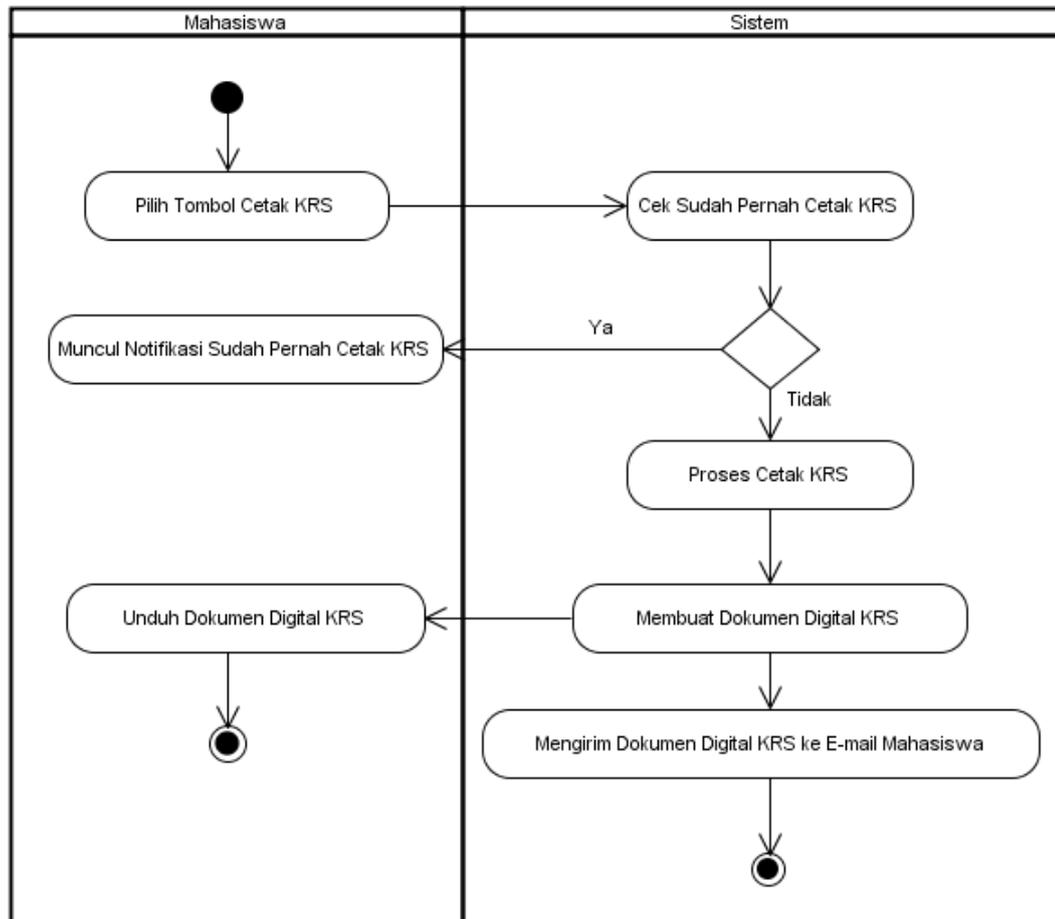 Mahasiswa
Sistem
Pilih Tombol Cetak KRS
Cek Sudah Pernah Cetak KRS
Ya
Muncul Notifikasi Sudah Pernah Cetak KRS
Tidak
Proses Cetak KRS
Unduh Dokumen Digital KRS
Membuat Dokumen Digital KRS
Mengirim Dokumen Digital KRS ke E-mail Mahasiswa